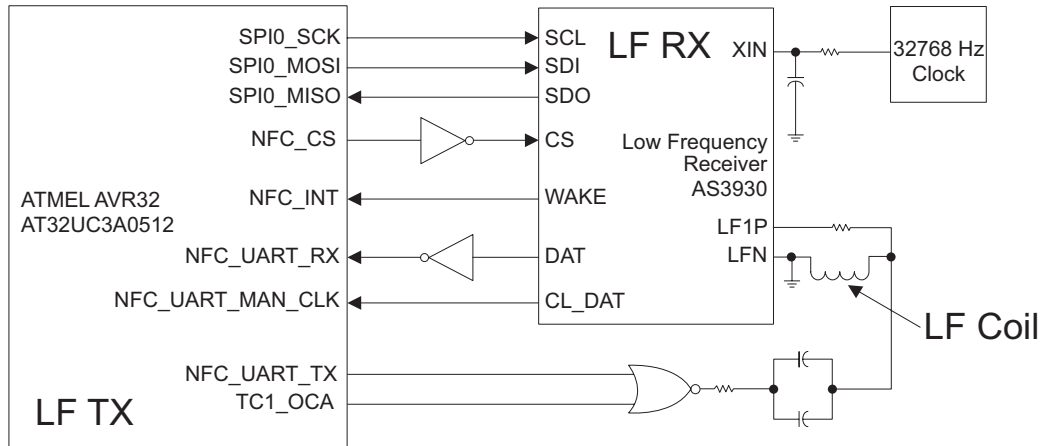 SPI0_SCK
SPI0_MOSI
SPI0_MISO
NFC_CS
NFC_INT
NFC_UART_RX
NFC_UART_MAN_CLK
NFC_UART_TX
TC1_OCA
ATMEL AVR32
AT32UC3A0512
LF TX
SCL
SDI
SDO
CS
WAKE
DAT
CL_DAT
LF RX
XIN
Low Frequency
Receiver
AS3930
LF1P
LFN
32768 Hz
Clock
LF Coil